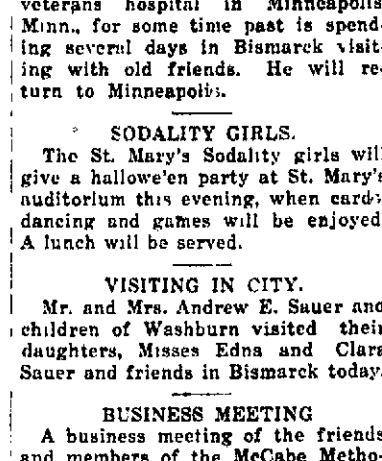 veterans hospital in Minneapolis
Minn., for some time past is spend-
ing several days in Bismarck visit-
ing with old friends. He will re-
turn to Minneapolis.
SODALITY GIRLS.
The St. Mary's Sodality girls will
give a hallowe'en party at St. Mary's
auditorium this evening, when cards
dancing and games will be enjoyed
A lunch will be served.
VISITING IN CITY.
Mr. and Mrs. Andrew E. Sauer and
children of Washburn visited their
daughters, Misses Edna and Clara
Sauer and friends in Bismarck today.
BUSINESS MEETING
A business meeting of the friends
and members of the McCabe Metho-